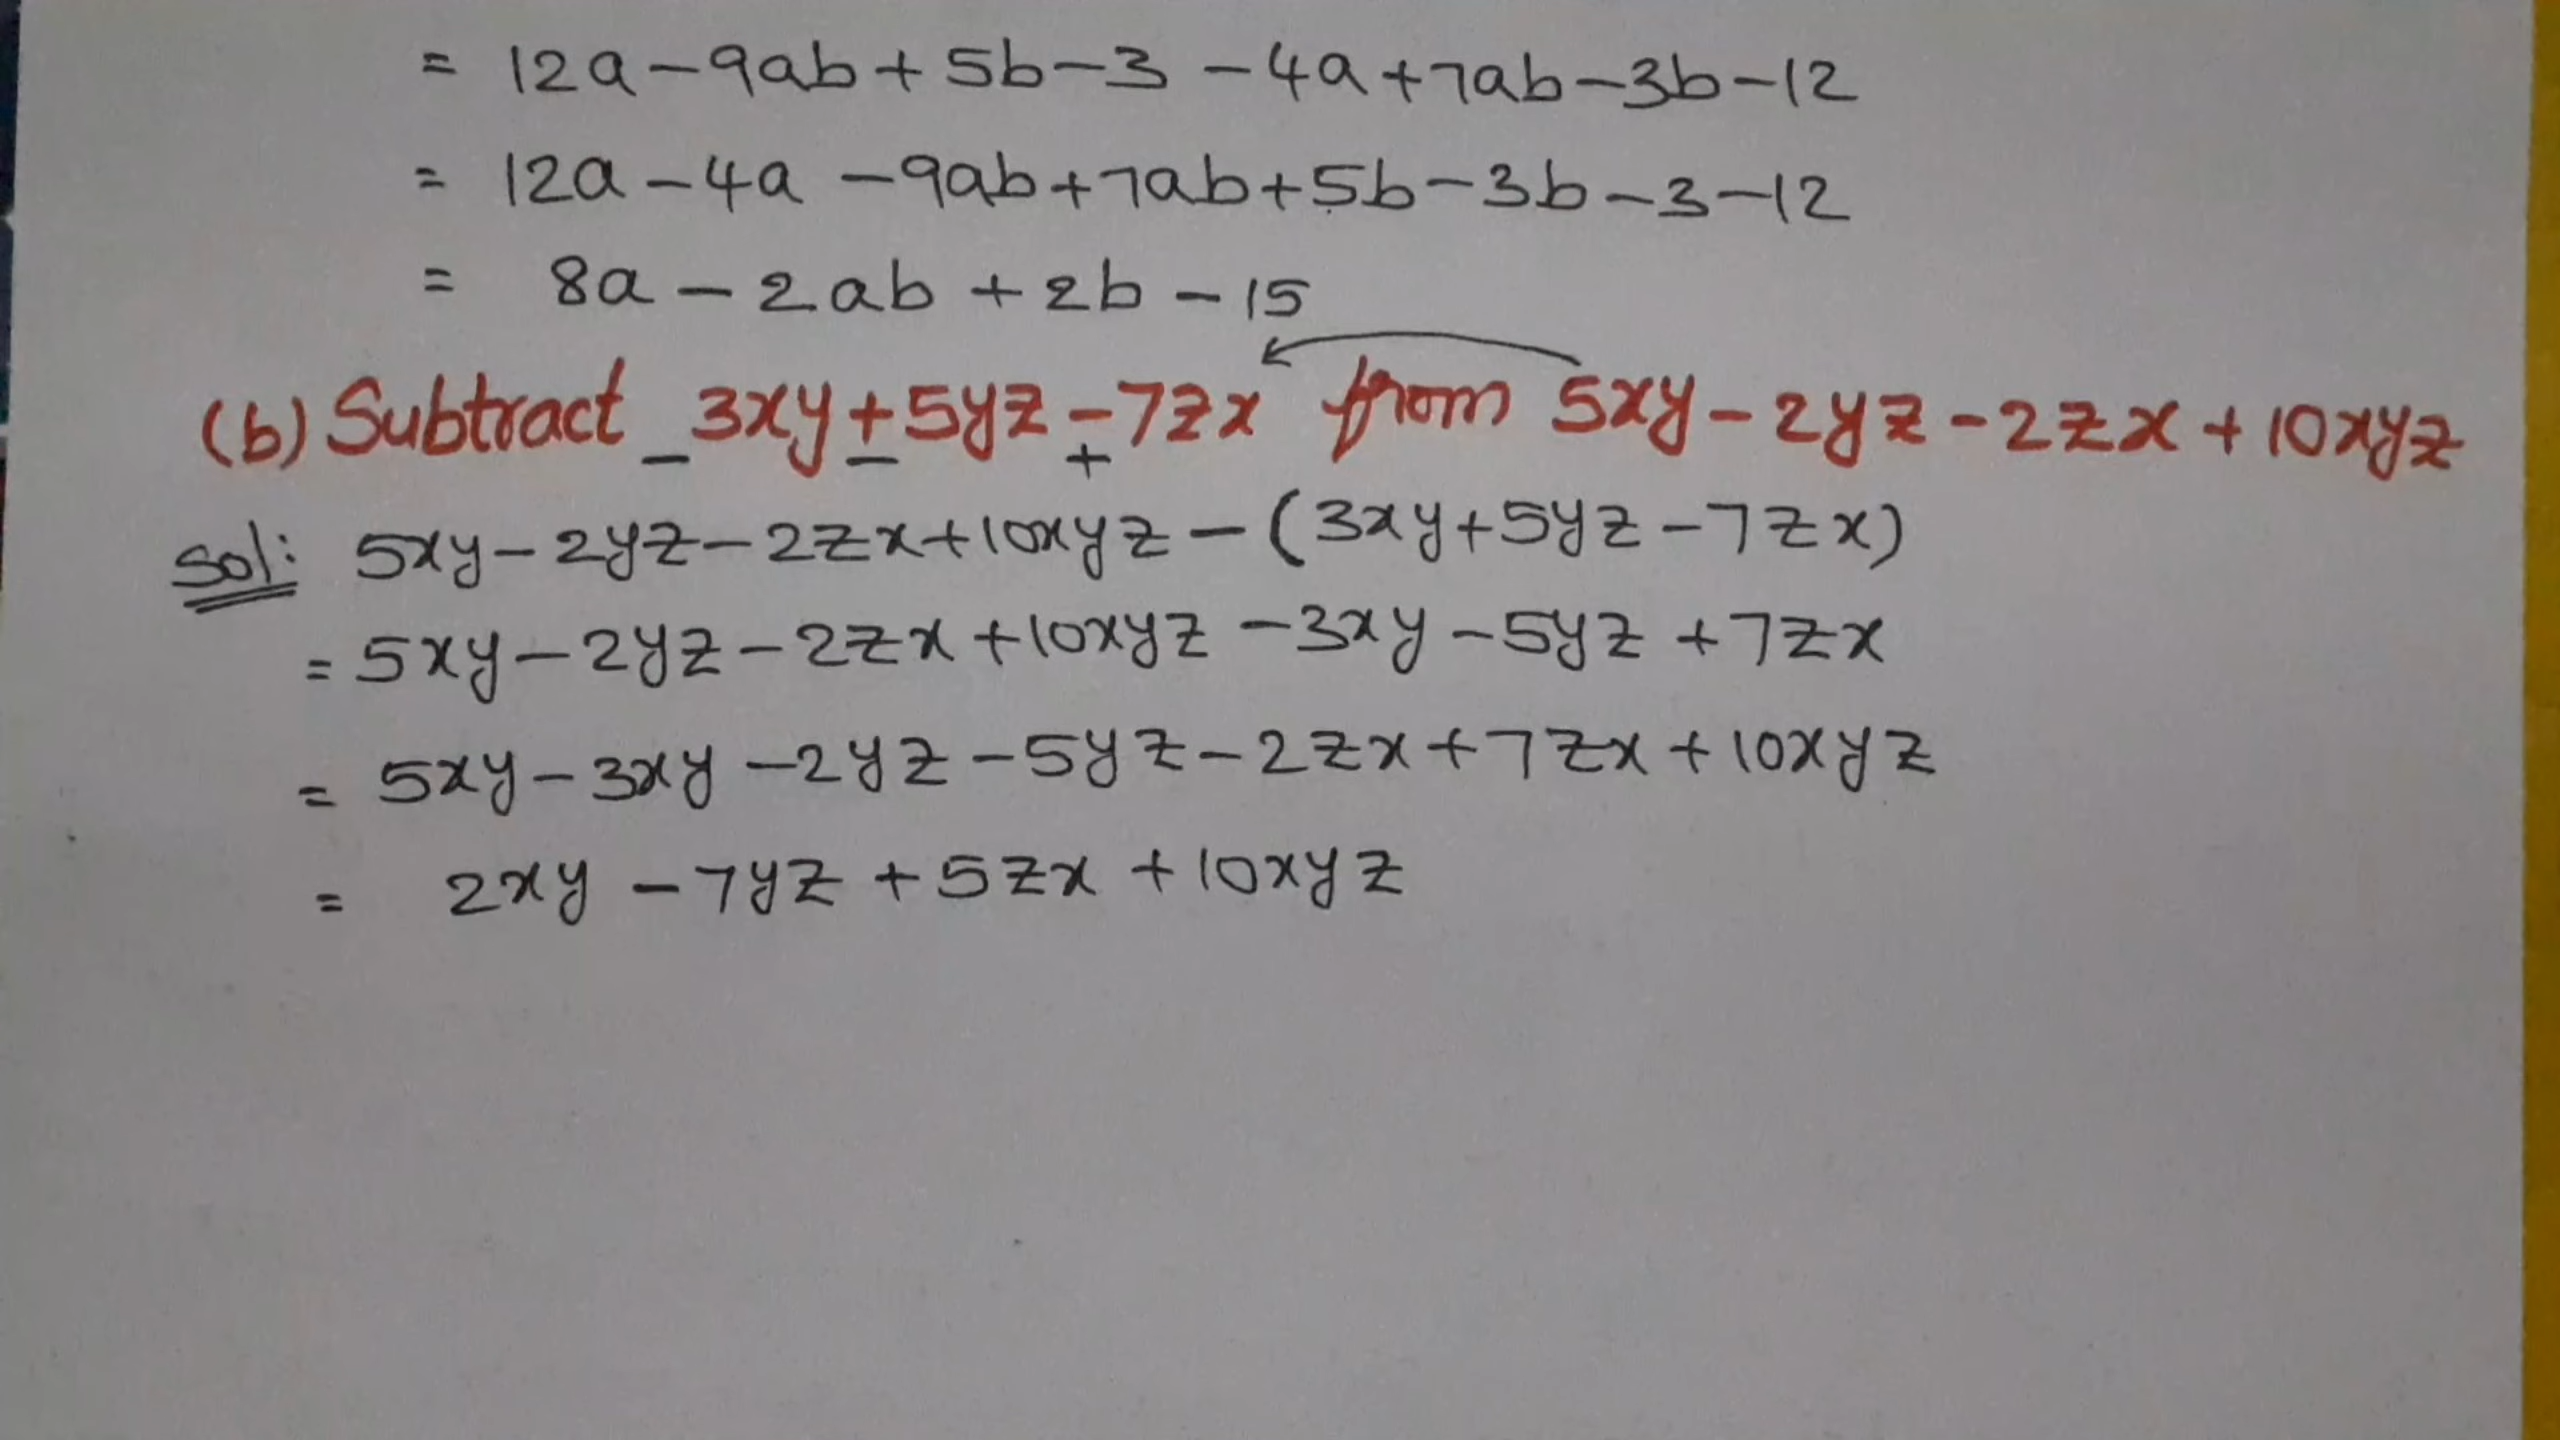 = 12a-9ab+5b-3 -4a+7ab-3b-12
= 12a-4a -9ab+7ab+5b-3b-3-12
= 8a - 2ab + 2b - 15
(b) Subtract 3xy+5yz-7zx from 5xy-2yz-2zx+10xyz
- - +
Sol: 5xy-2yz-2zx+10xyz-(3xy+5yz-7zx)
= 5xy-2yz-2zx+10xyz-3xy-5yz+7zx
= 5xy-3xy-2yz-5yz-2zx+7zx+10xyz
= 2xy-7yz+5zx+10xyz